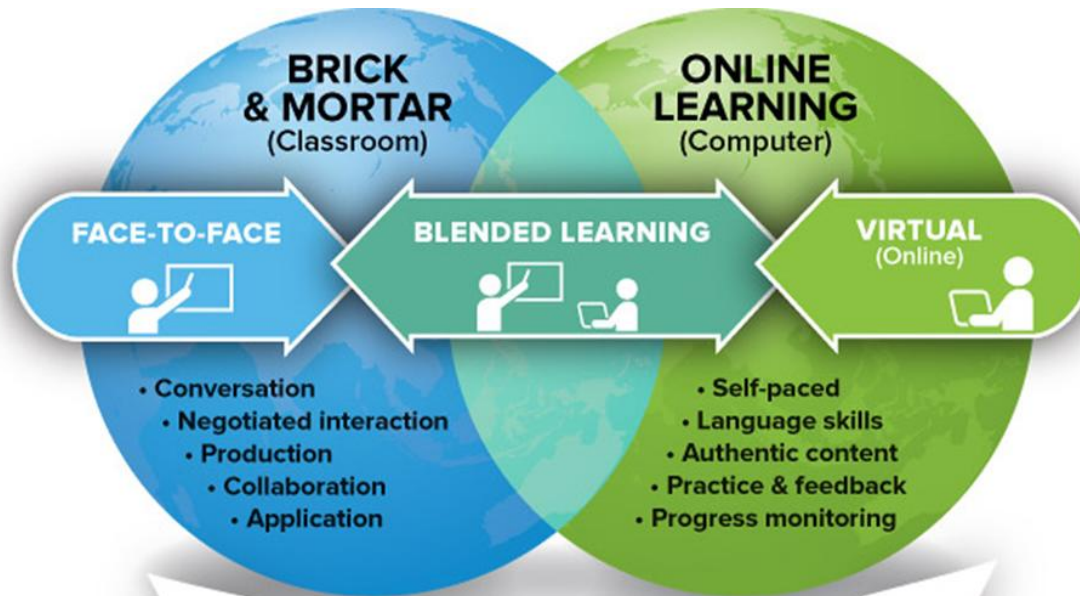 BRICK
& MORTAR
(Classroom)
ONLINE
LEARNING
(Computer)
FACE-TO-FACE
BLENDED LEARNING
VIRTUAL
(Online)
• Conversation
• Negotiated interaction
• Production
• Collaboration
• Application
• Self-paced
• Language skills
• Authentic content
• Practice & feedback
• Progress monitoring